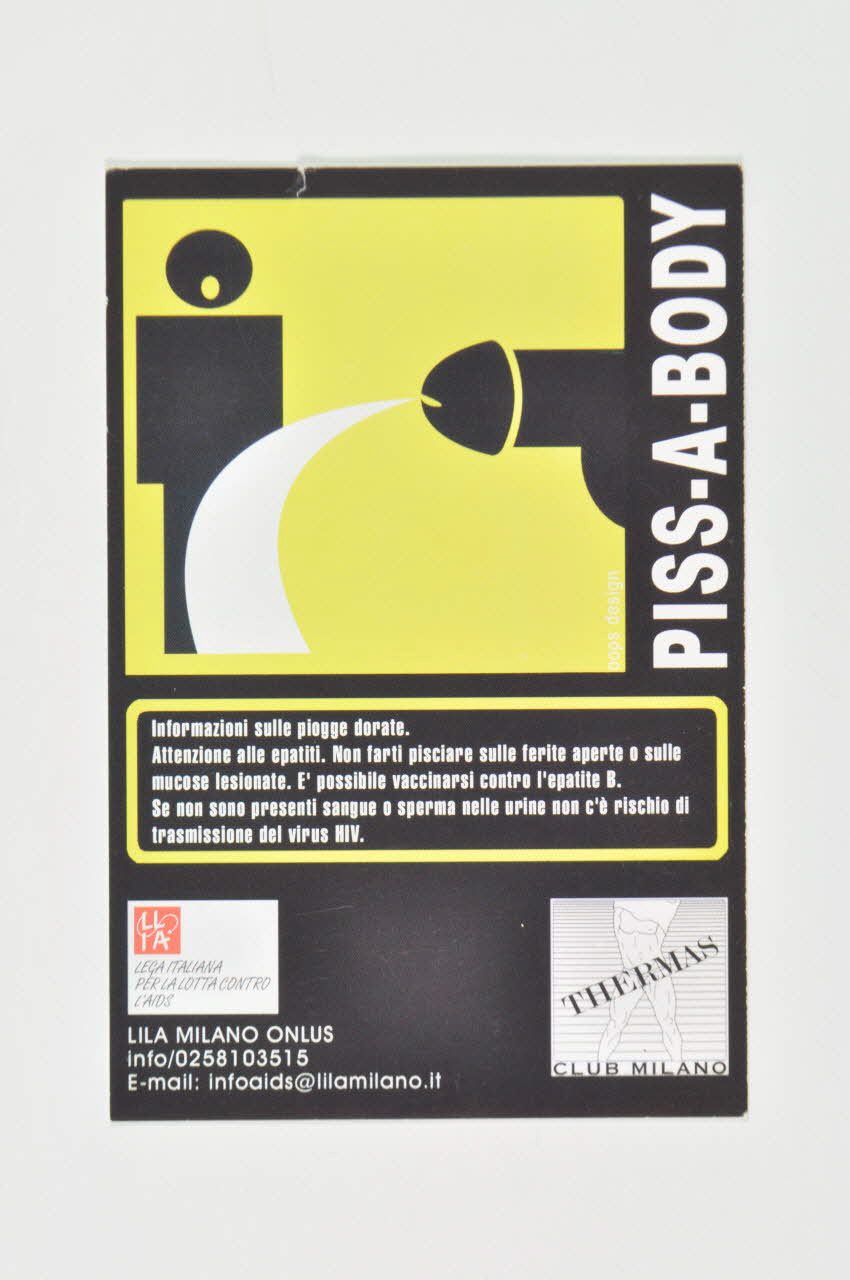 PISS-A-BODY
oops design
Informazioni sulle piogge dorate.
Attenzione alle epatiti. Non farti pisciare sulle ferite aperte o sulle
mucose lesionate. E' possibile vaccinarsi contro l'epatite B.
Se non sono presenti sangue o sperma nelle urine non c'è rischio di
trasmissione del virus HIV.
LILA
LEGA ITALIANA
PER LA LOTTA CONTRO
L'AIDS
LILA MILANO ONLUS
info/0258103515
E-mail: infoaids@lilamilano.it
THERMAS
CLUB MILANO